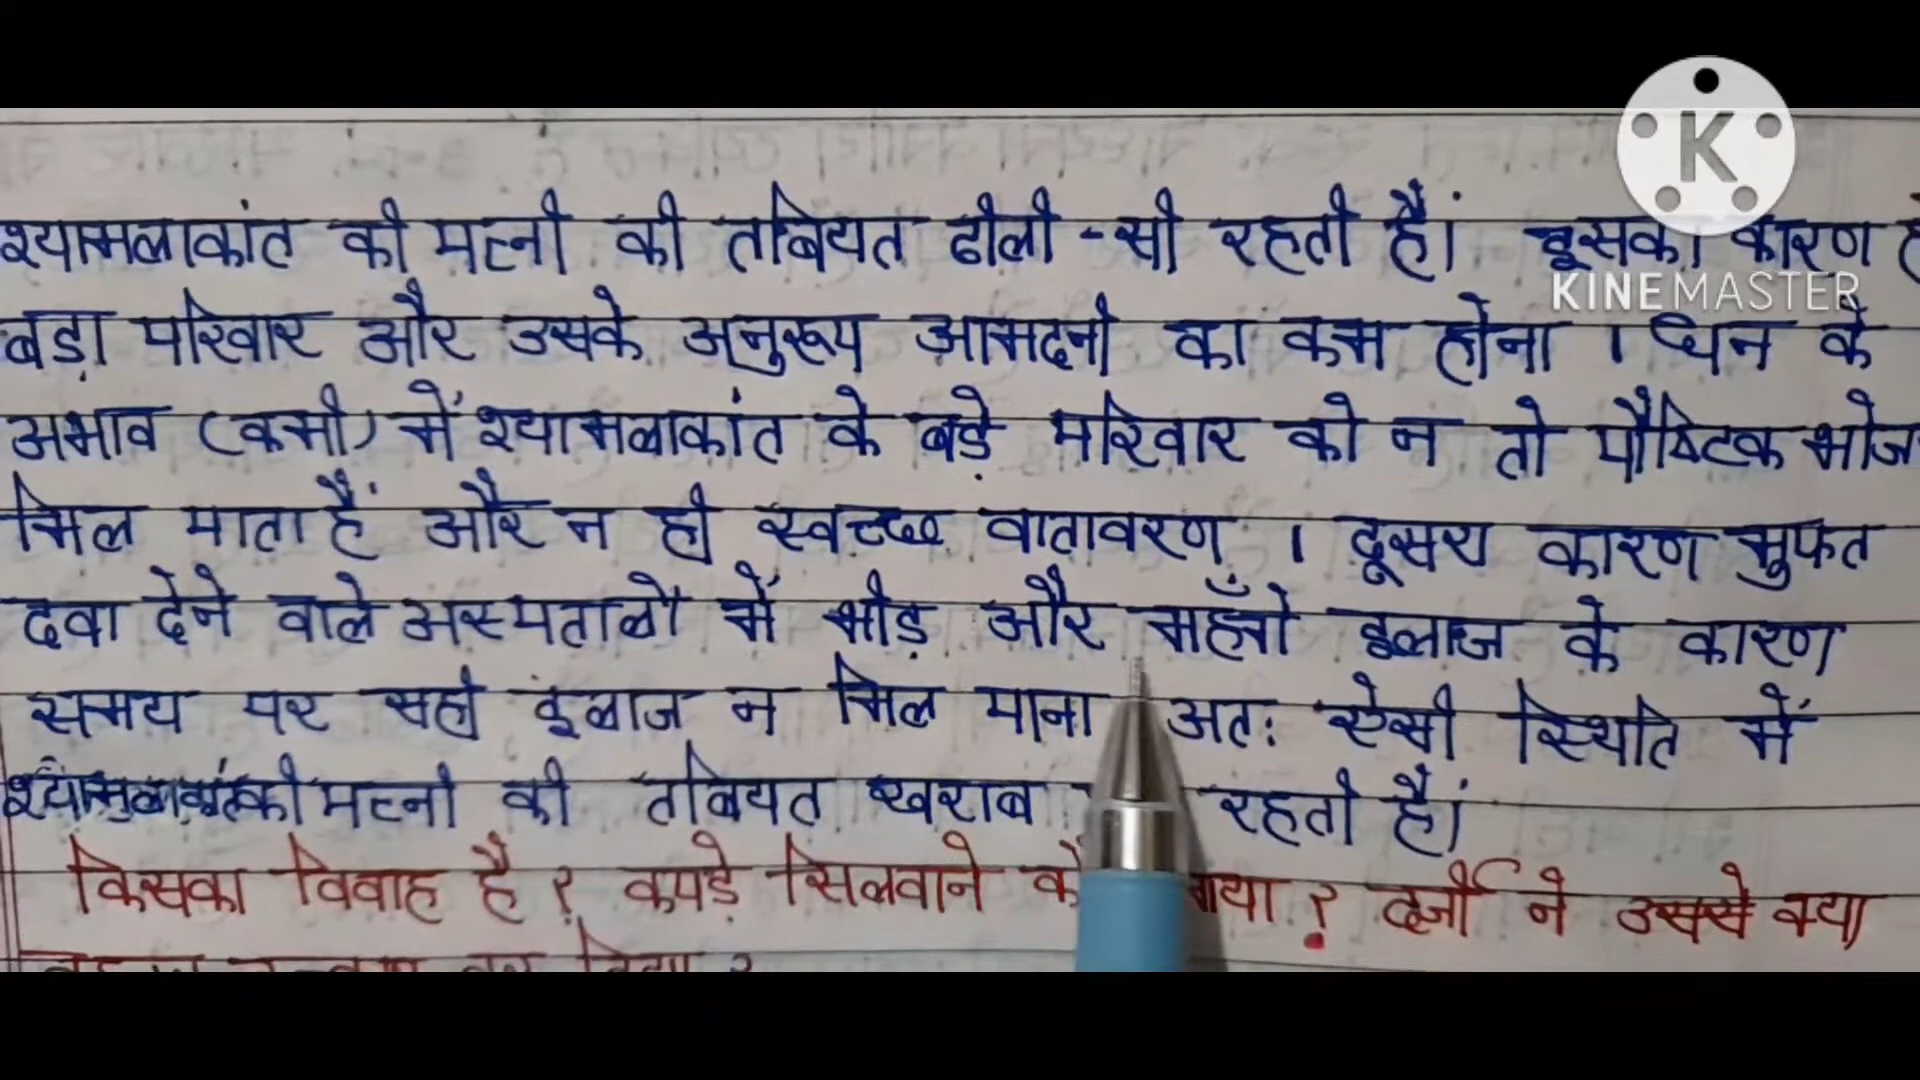 श्यामलाकांत की पत्नी की तबियत ढीली-सी रहती है। इसका कारण है
बड़ा परिवार और उसके अनुरूप आमदनी का कम होना । धन के
अभाव (कमी) में श्यामलाकांत के बड़े परिवार को न तो पौष्टिक भोज
मिल पाता है और न ही स्वच्छ वातावरण । दूसरा कारण मुफ्त
दवा देने वाले अस्पतालों में भीड़ और महँगे इलाज के कारण
समय पर सही इलाज न मिल पाना अतः ऐसी स्थिति में
श्यामलाकांत की पत्नी की तबियत खराब रहती है।
किसका विवाह है ? कपड़े सिलवाने गया ? दर्जी ने उससे क्या
K
KINEMASTER